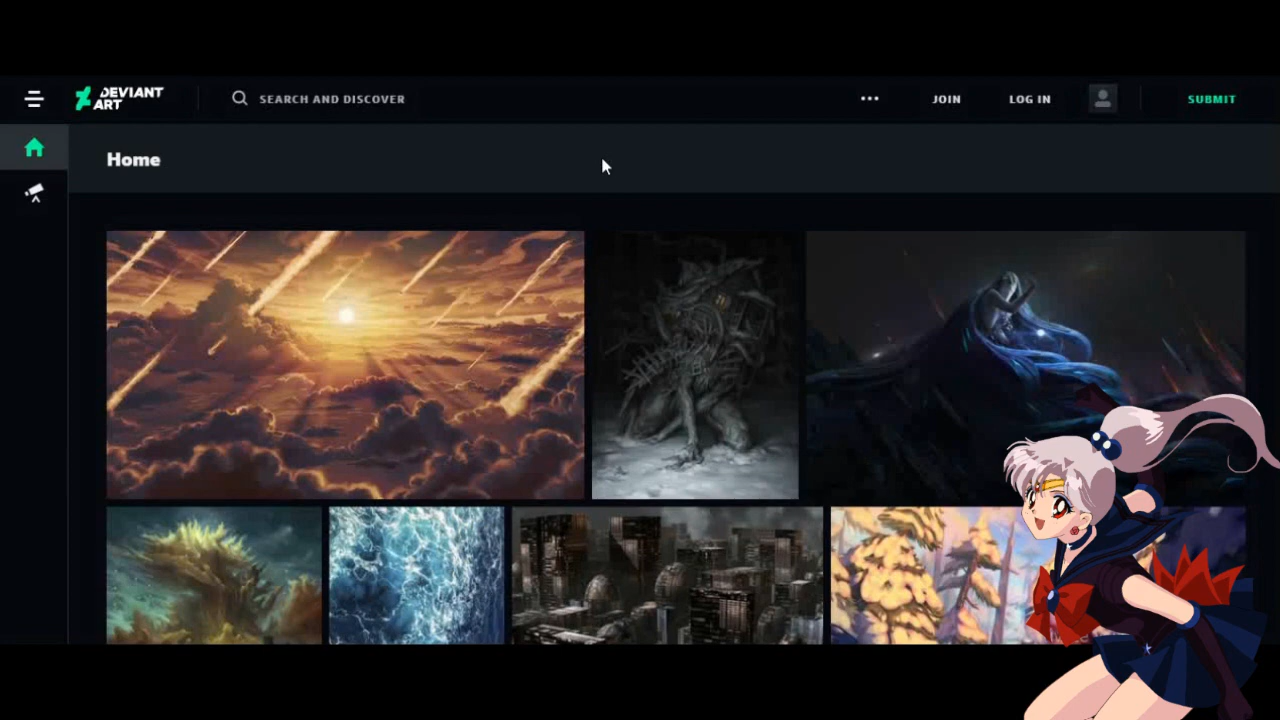 DEVIANT
ART
SEARCH AND DISCOVER
JOIN
LOG IN
SUBMIT
Home